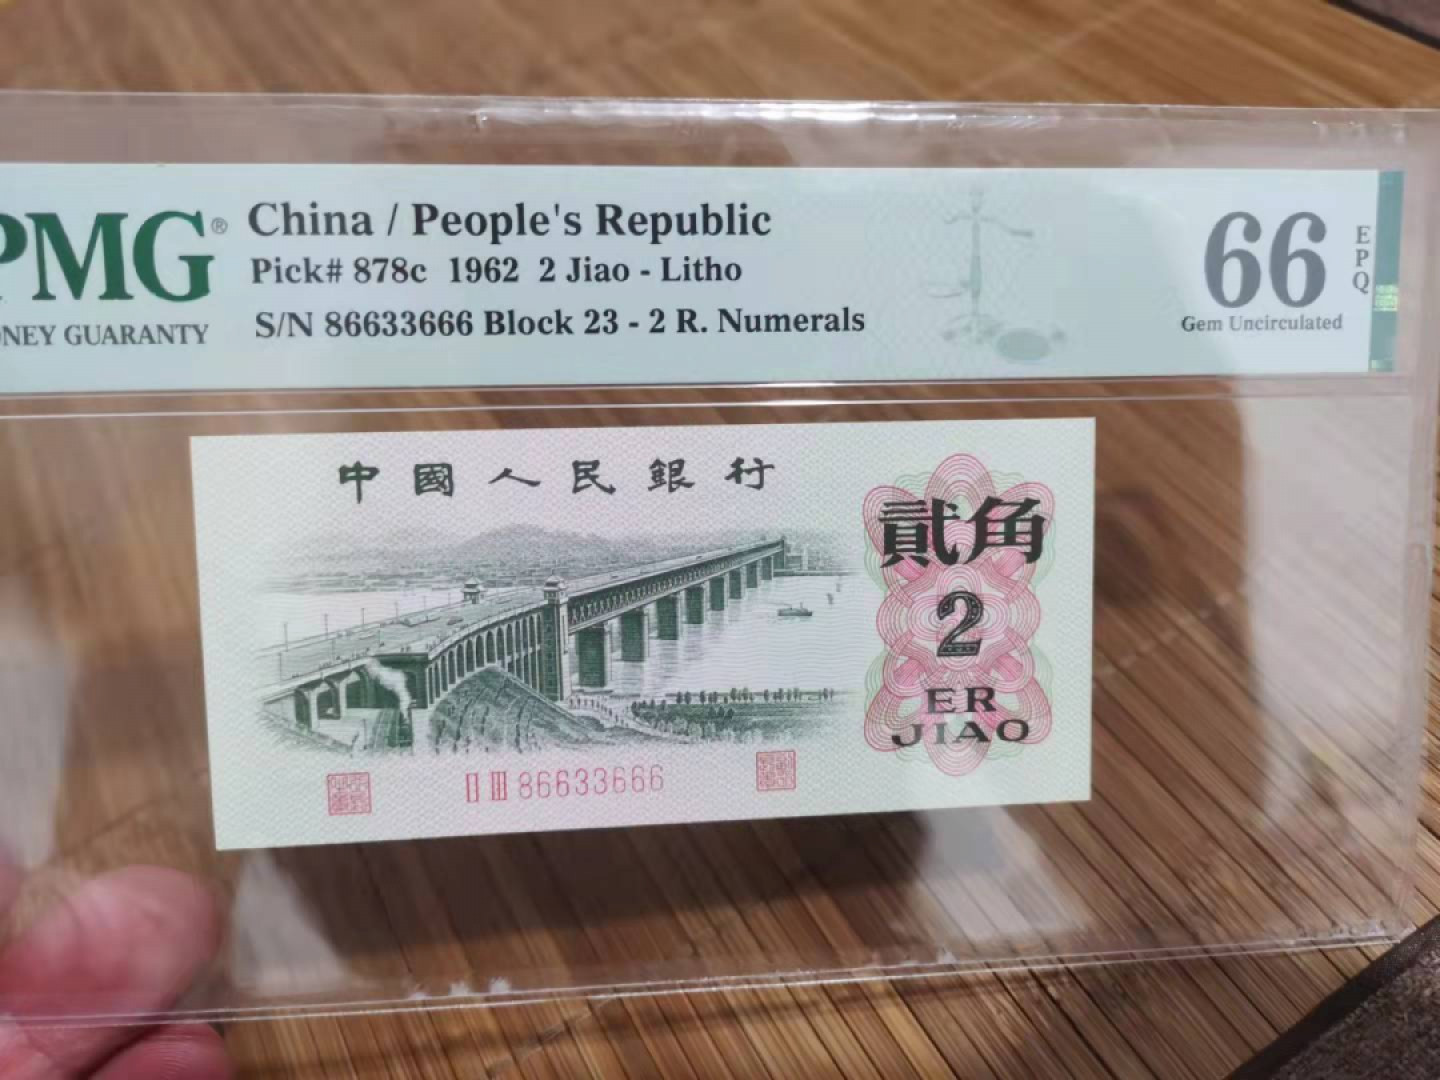 PMG®
ONEY GUARANTY
China / People's Republic
Pick# 878c 1962 2 Jiao - Litho
S/N 86633666 Block 23 - 2 R. Numerals
66
EPQ
Gem Uncirculated
中國人民銀行
貳角
2
ER
JIAO
II III 86633666